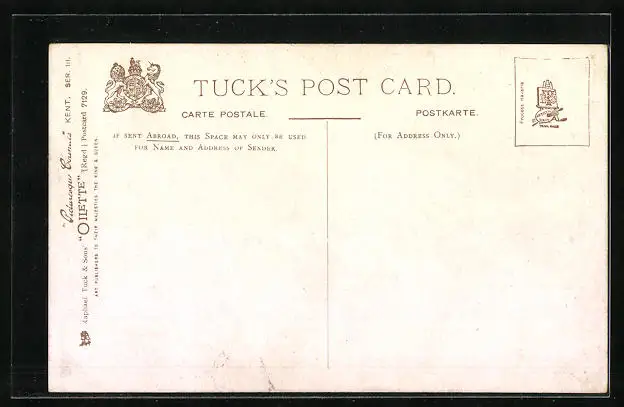 TUCK'S POST CARD.
CARTE POSTALE.
POSTKARTE.
IF SENT ABROAD, THIS SPACE MAY ONLY BE USED
FOR NAME AND ADDRESS OF SENDER.
(FOR ADDRESS ONLY.)
"Picturesque Counties" KENT. SER. III.
"OILETTE" [Regd.] Postcard 7129.
Raphael Tuck & Sons'
ART PUBLISHERS TO THEIR MAJESTIES THE KING & QUEEN.
TRADE MARK